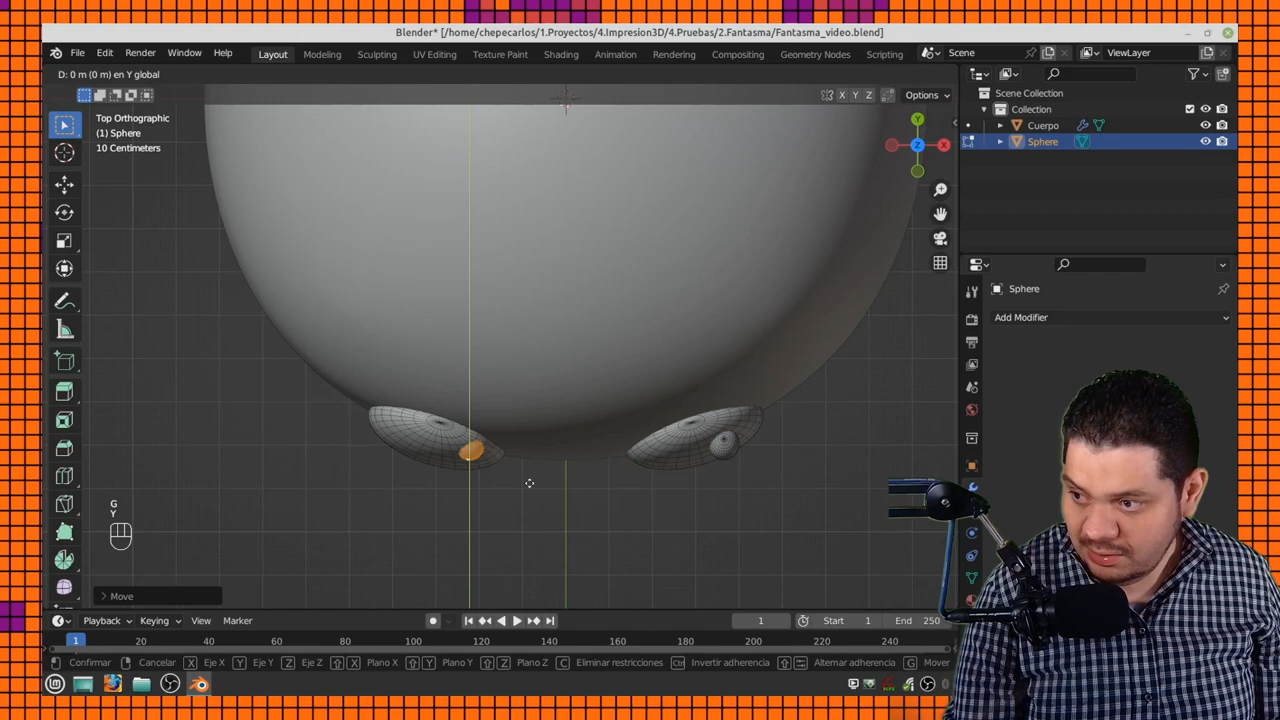 Blender* [/home/chepecarlos/1.Proyectos/4.Impresion3D/4.Pruebas/2.Fantasma/Fantasma_video.blend]
File Edit Render Window Help Layout Modeling Sculpting UV Editing Texture Paint Shading Animation Rendering Compositing Geometry Nodes Scripting Scene ViewLayer
D: 0 m (0 m) en Y global
X Y Z Options
Top Orthographic
(1) Sphere
10 Centimeters
Y
Z
X
Scene Collection
Collection
Cuerpo
Sphere
Sphere
Add Modifier
G
Y
Move
Playback Keying View Marker 1 Start 1 End 250
1 20 40 60 80 100 120 140 160 180 200 220 240
Confirmar Cancelar X Eje X Y Eje Y Z Eje Z X Plano X Y Plano Y Z Plano Z C Eliminar restricciones Ctrl Invertir adherencia Alternar adherencia G Mover